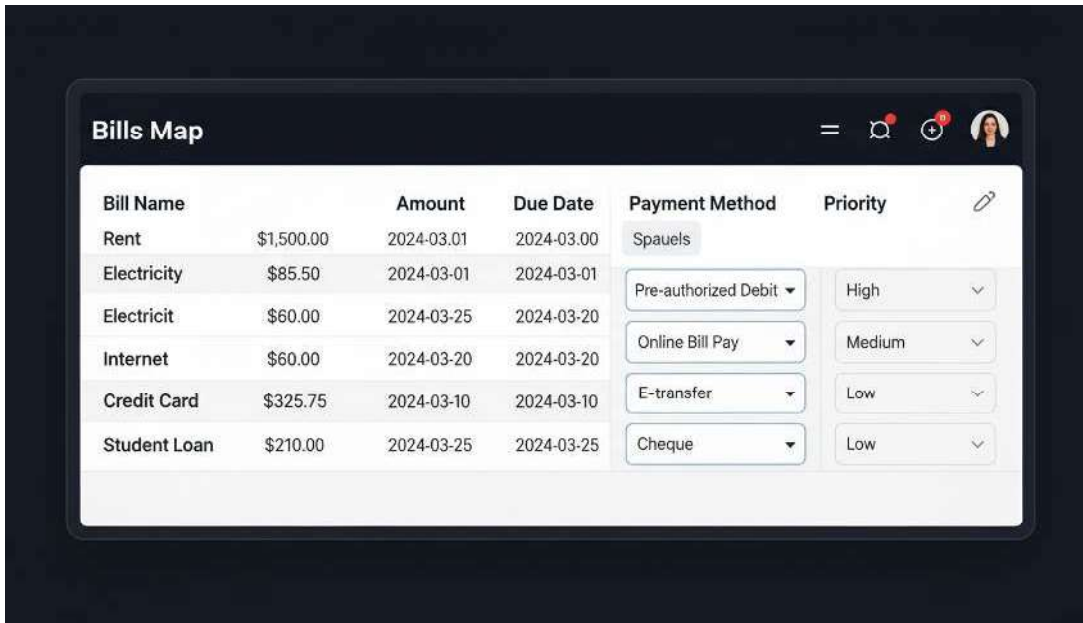 Bills Map
Bill Name Amount Due Date Payment Method Priority
Rent $1,500.00 2024-03.01 2024-03.00 Spauels
Electricity $85.50 2024-03-01 2024-03-01 Pre-authorized Debit High
Electricit $60.00 2024-03-25 2024-03-20 Online Bill Pay Medium
Internet $60.00 2024-03-20 2024-03-20
Credit Card $325.75 2024-03-10 2024-03-10 E-transfer Low
Student Loan $210.00 2024-03-25 2024-03-25 Cheque Low